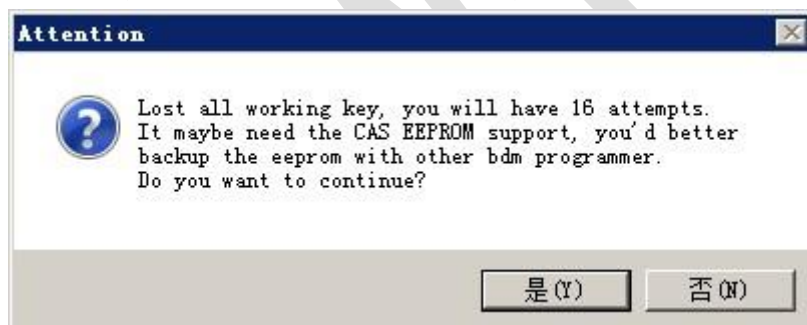 Attention
Lost all working key, you will have 16 attempts.
It maybe need the CAS EEPROM support, you'd better
backup the eeprom with other bdm programmer.
Do you want to continue?
是(Y) 否(N)